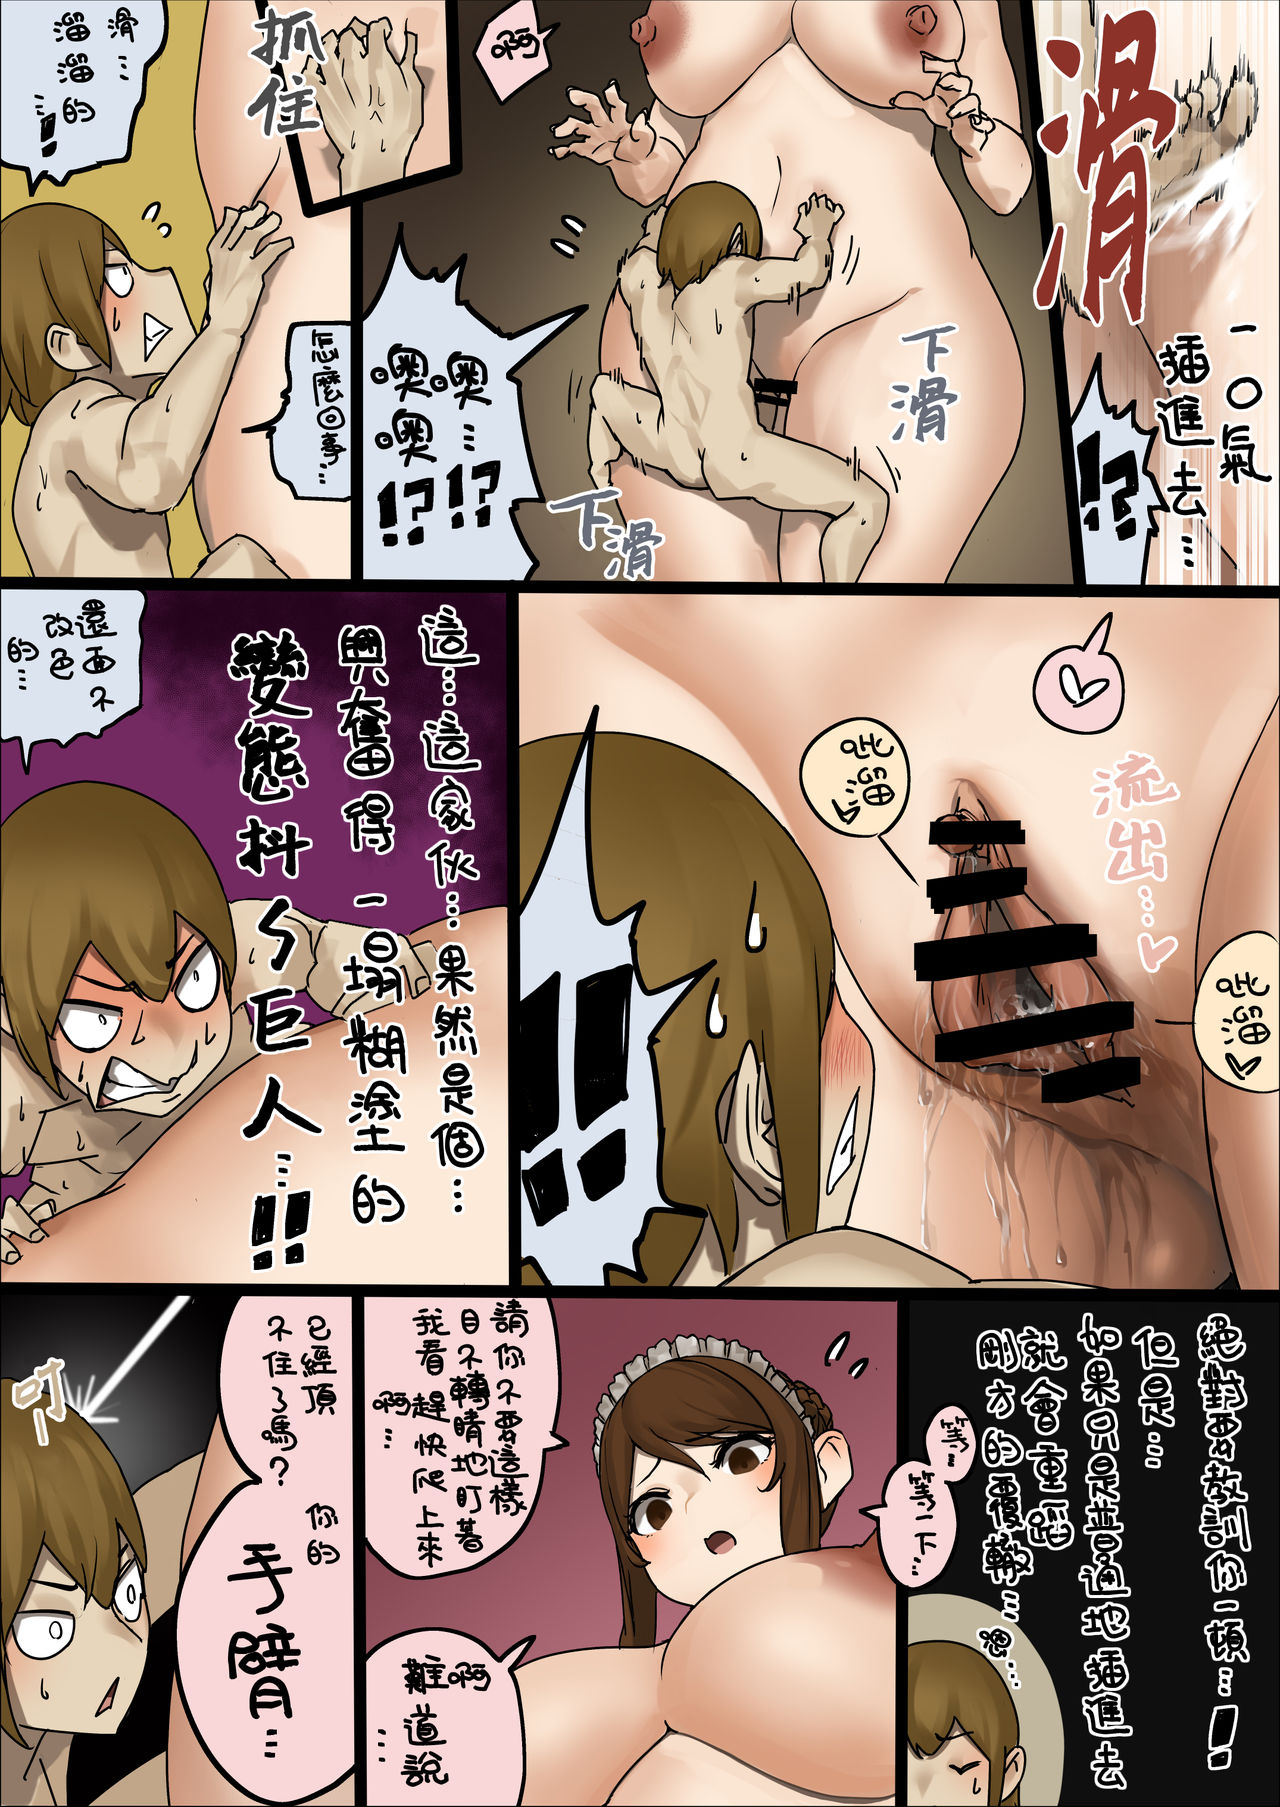 滑
一〇氣
插進去…
!?
啊
噢…
噢噢
!?!?
下滑
下滑
抓住
滑…
溜溜的
…!!
怎麼回事…
流出…♡
呲溜♡
呲溜♡
!!
這…這家伙…果然是個…
興奮得一塌糊塗的
變態抖S巨人…!!
還面不
改色
的…
絕對要教訓你一頓…!
但是…
如果只是普通地插進去
就會重蹈
剛才的覆轍…嗯…
等…
等一下…
請你不要這樣
目不轉睛地盯著
我看 趕快爬上來
啊…
啊
難道說
…
已經頂
不住了嗎?
你的
手臂…
叮